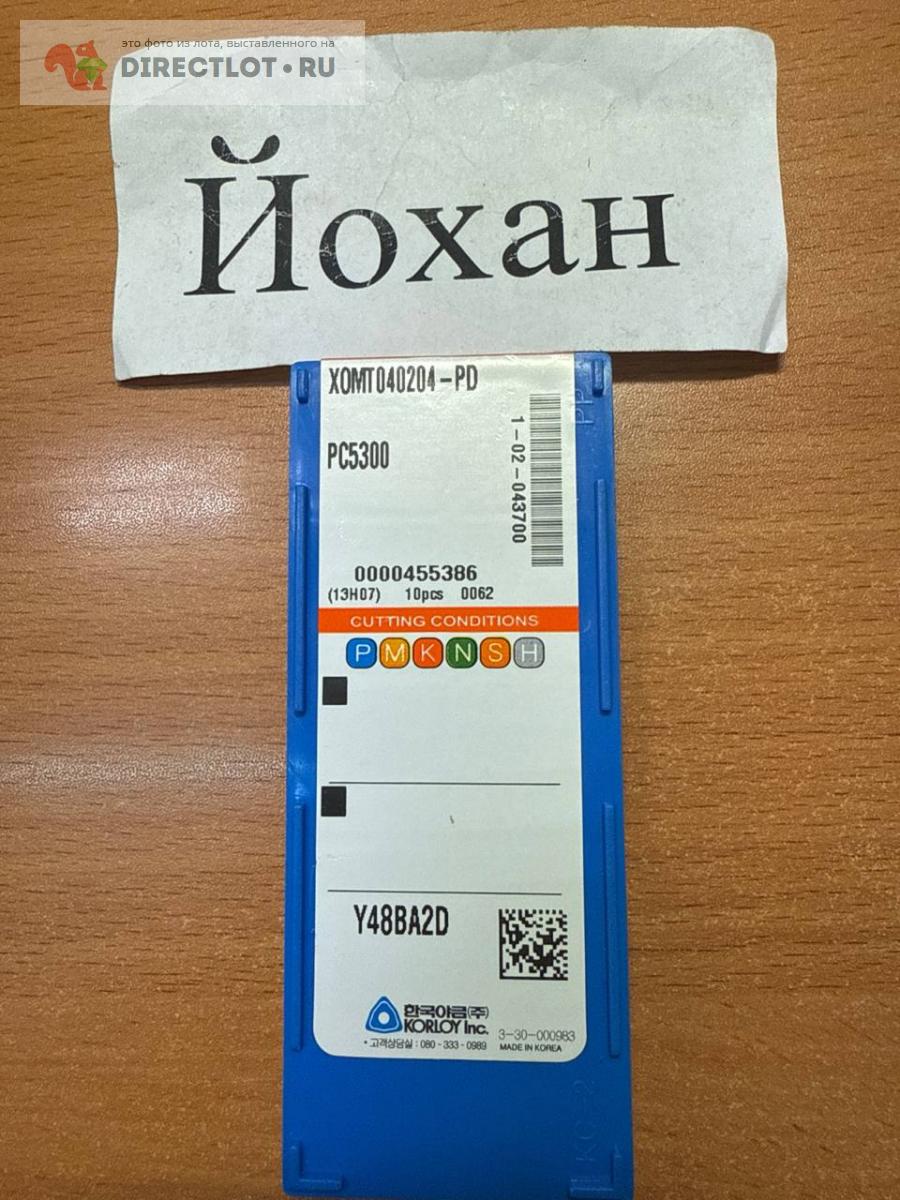 это фото из лота, выставленного на
DIRECTLOT•RU
Йохан
XOMT040204-PD
PC5300
1-02-043700
0000455386
(13H07) 10pcs 0062
CUTTING CONDITIONS
P M K N S H
Y48BA2D
한국야금(주)
KORLOY Inc.
3-30-000983
• 고객상담실 : 080-333-0989
MADE IN KOREA